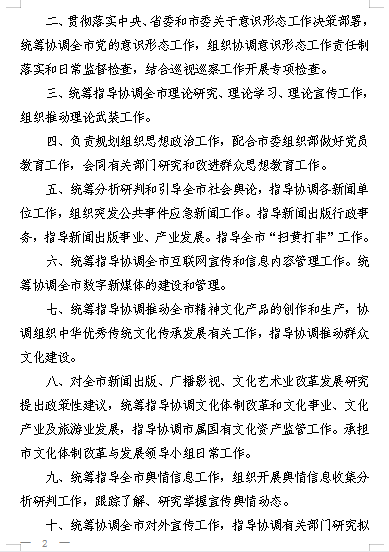 二、贯彻落实中央、省委和市委关于意识形态工作决策部署，
统筹协调全市党的意识形态工作，组织协调意识形态工作责任制
落实和日常监督检查，结合巡视巡察工作开展专项检查。
三、统筹指导协调全市理论研究、理论学习、理论宣传工作，
组织推动理论武装工作。
四、负责规划组织思想政治工作，配合市委组织部做好党员
教育工作，会同有关部门研究和改进群众思想教育工作。
五、统筹分析研判和引导全市社会舆论，指导协调各新闻单
位工作，组织突发公共事件应急新闻工作。指导新闻出版行政事
务，指导新闻出版事业、产业发展。指导全市“扫黄打非”工作。
六、统筹指导协调全市互联网宣传和信息内容管理工作。统
筹协调全市数字新媒体的建设和管理。
七、统筹指导协调推动全市精神文化产品的创作和生产，协
调组织中华优秀传统文化传承发展有关工作，指导协调推动群众
文化建设。
八、对全市新闻出版、广播影视、文化艺术业改革发展研究
提出政策性建议，统筹指导协调文化体制改革和文化事业、文化
产业及旅游业发展，指导协调市属国有文化资产监管工作。承担
市文化体制改革与发展领导小组日常工作。
九、统筹指导全市舆情信息工作，组织开展舆情信息收集分
析研判工作，跟踪了解、研究掌握宣传舆情动态。
十、统筹协调全市对外宣传工作，指导协调有关部门研究拟
— 2 —